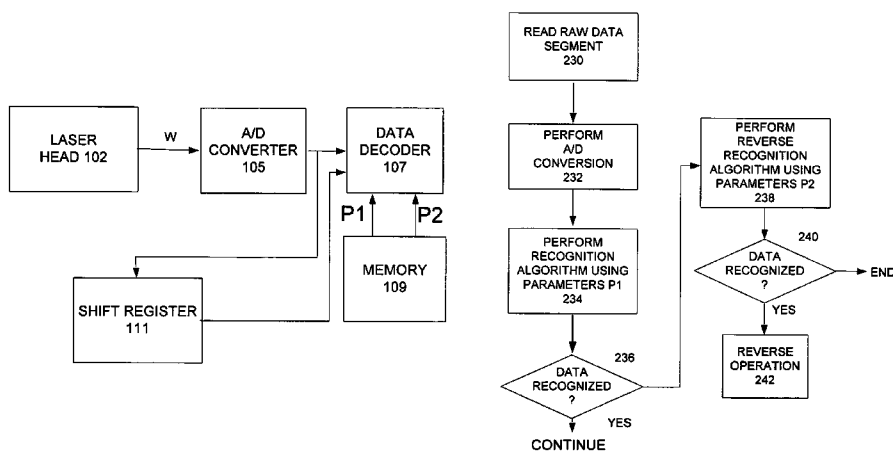 LASER
HEAD 102
W
A/D
CONVERTER
105
DATA
DECODER
107
P1
P2
MEMORY
109
SHIFT REGISTER
111
READ RAW DATA
SEGMENT
230
PERFORM
A/D
CONVERSION
232
PERFORM
RECOGNITION
ALGORITHM USING
PARAMETERS P1
234
236
DATA
RECOGNIZED
?
YES
CONTINUE
PERFORM
REVERSE
RECOGNITION
ALGORITHM USING
PARAMETERS P2
238
240
DATA
RECOGNIZED
?
END
YES
REVERSE
OPERATION
242